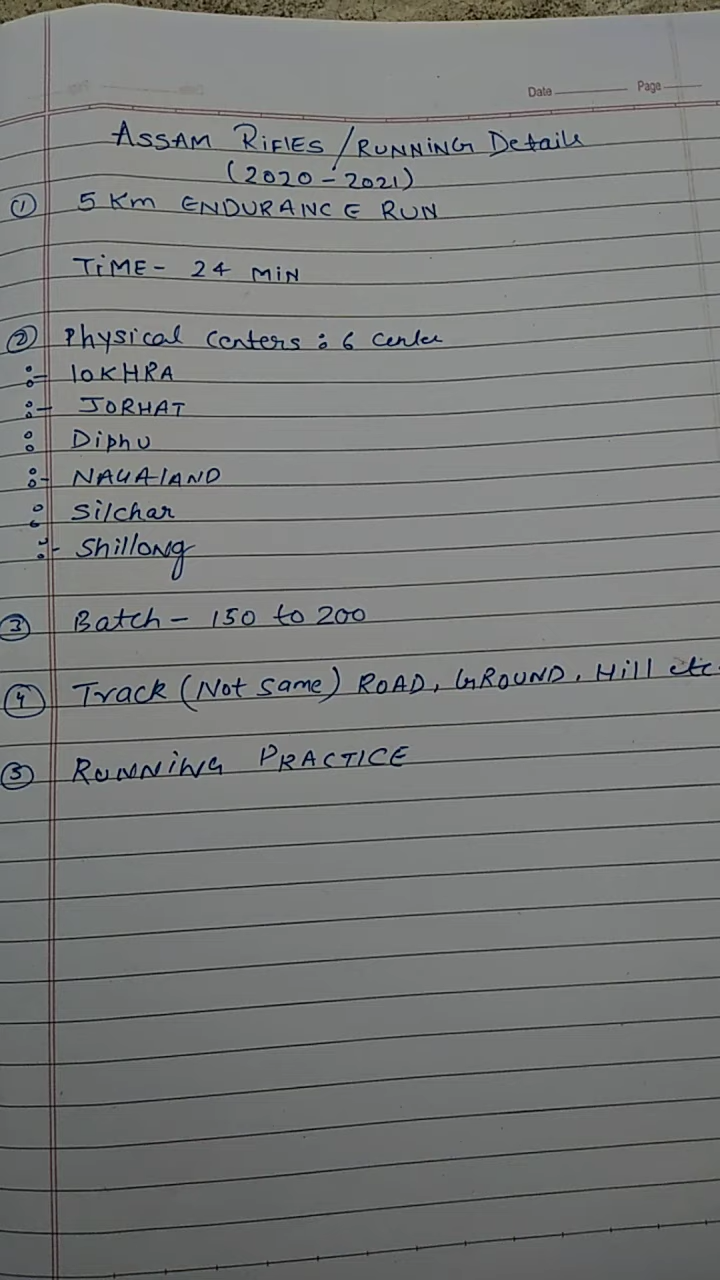 Date Page
ASSAM RIFlES / RUNNING Details
(2020 - 2021)
① 5 Km ENDURANCE RUN
TiME - 24 MiN
② Physical Centers : 6 Center
:- lOKHRA
:- JORHAT
: Diphu
:- NAGAlAND
: Silchar
:- Shillong
③ Batch - 150 to 200
④ Track (Not Same) ROAD, GROUND, Hill etc.
⑤ RUNNiNG PRACTICE